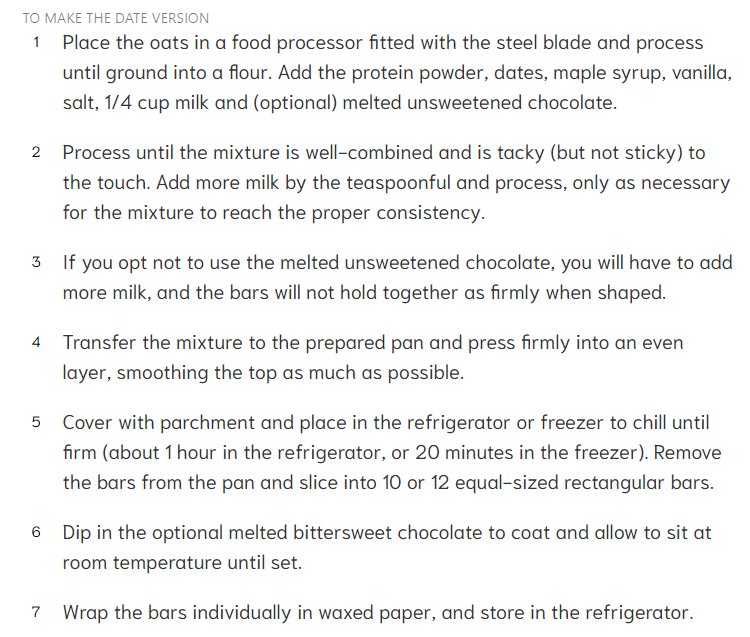 TO MAKE THE DATE VERSION
1 Place the oats in a food processor fitted with the steel blade and process
until ground into a flour. Add the protein powder, dates, maple syrup, vanilla,
salt, 1/4 cup milk and (optional) melted unsweetened chocolate.
2 Process until the mixture is well-combined and is tacky (but not sticky) to
the touch. Add more milk by the teaspoonful and process, only as necessary
for the mixture to reach the proper consistency.
3 If you opt not to use the melted unsweetened chocolate, you will have to add
more milk, and the bars will not hold together as firmly when shaped.
4 Transfer the mixture to the prepared pan and press firmly into an even
layer, smoothing the top as much as possible.
5 Cover with parchment and place in the refrigerator or freezer to chill until
firm (about 1 hour in the refrigerator, or 20 minutes in the freezer). Remove
the bars from the pan and slice into 10 or 12 equal-sized rectangular bars.
6 Dip in the optional melted bittersweet chocolate to coat and allow to sit at
room temperature until set.
7 Wrap the bars individually in waxed paper, and store in the refrigerator.